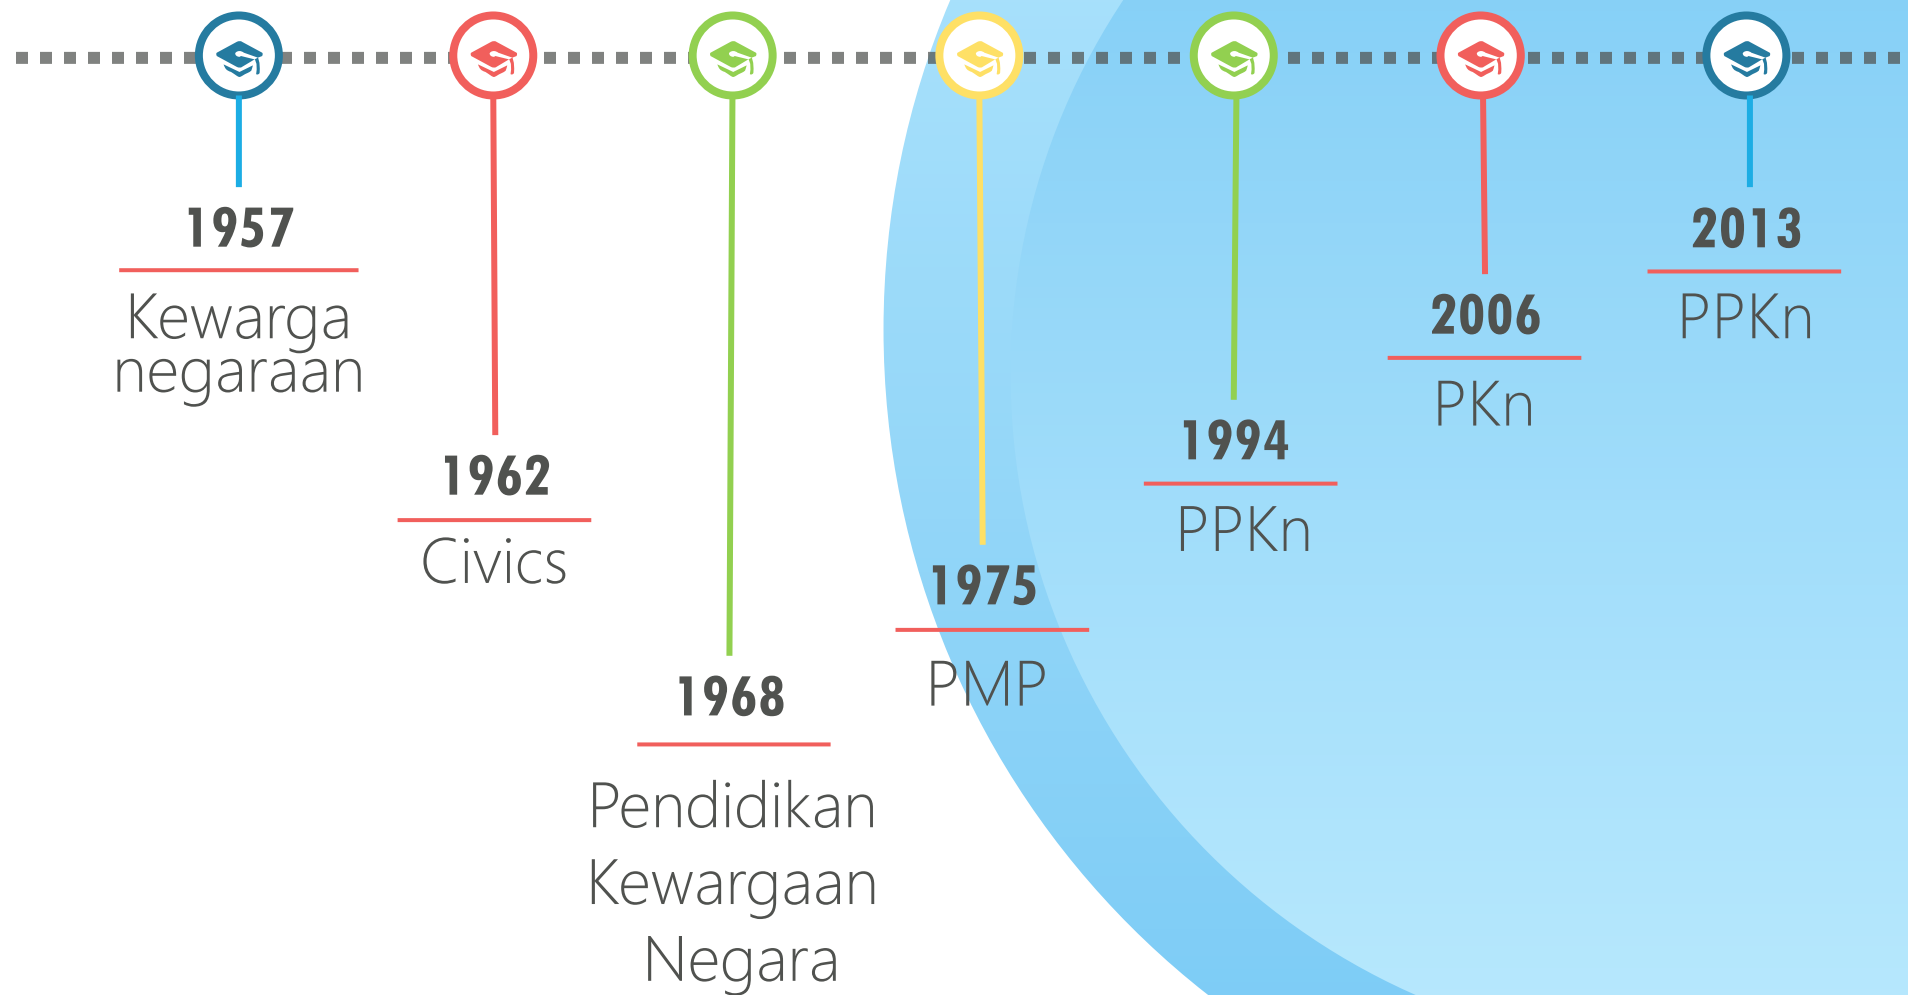 1957
Kewarga
negaraan
1962
Civics
1968
Pendidikan
Kewargaan
Negara
1975
PMP
1994
PPKn
2006
PKn
2013
PPKn